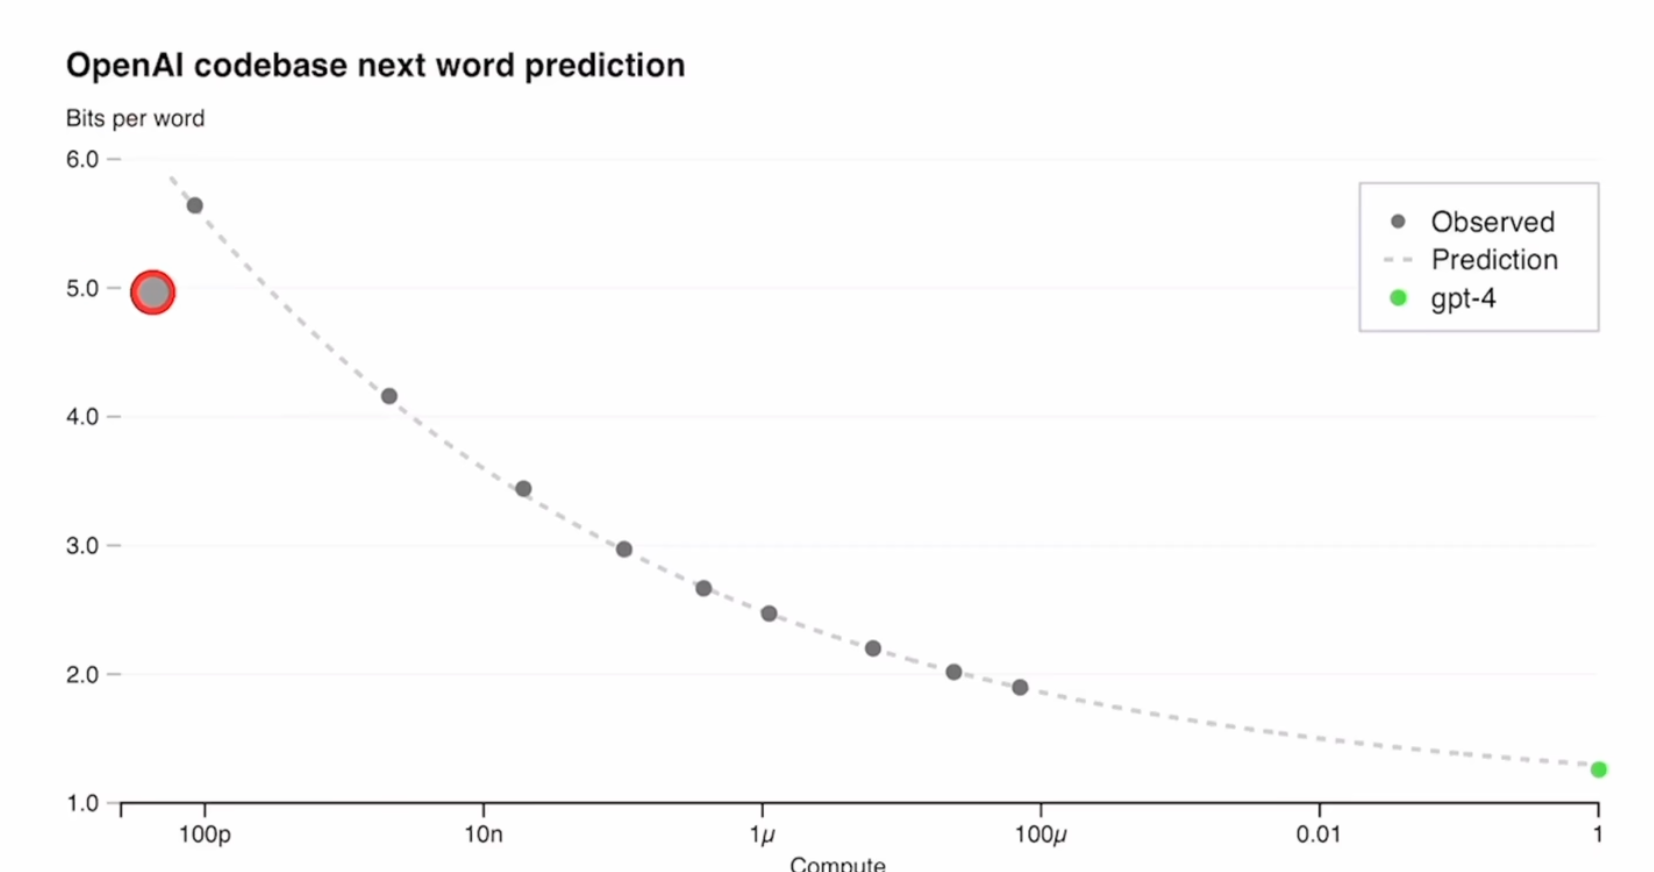 OpenAI codebase next word prediction
Bits per word
6.0
Observed
5.0
Prediction
gpt-4
4.0
3.0
2.0
1.0
100p 10n 1μ 100μ 0.01 1
Compute